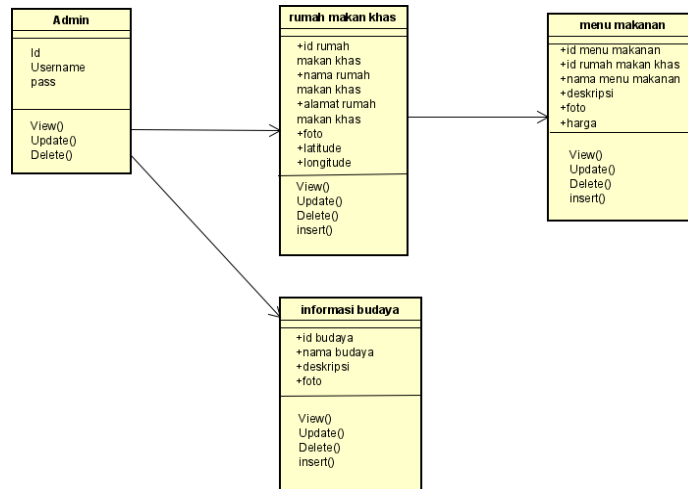 Admin
Id
Username
pass
View()
Update()
Delete()
rumah makan khas
+id rumah
makan khas
+nama rumah
makan khas
+alamat rumah
makan khas
+foto
+latitude
+longitude
View()
Update()
Delete()
insert()
menu makanan
+id menu makanan
+id rumah makan khas
+nama menu makanan
+deskripsi
+foto
+harga
View()
Update()
Delete()
insert()
informasi budaya
+id budaya
+nama budaya
+deskripsi
+foto
View()
Update()
Delete()
insert()